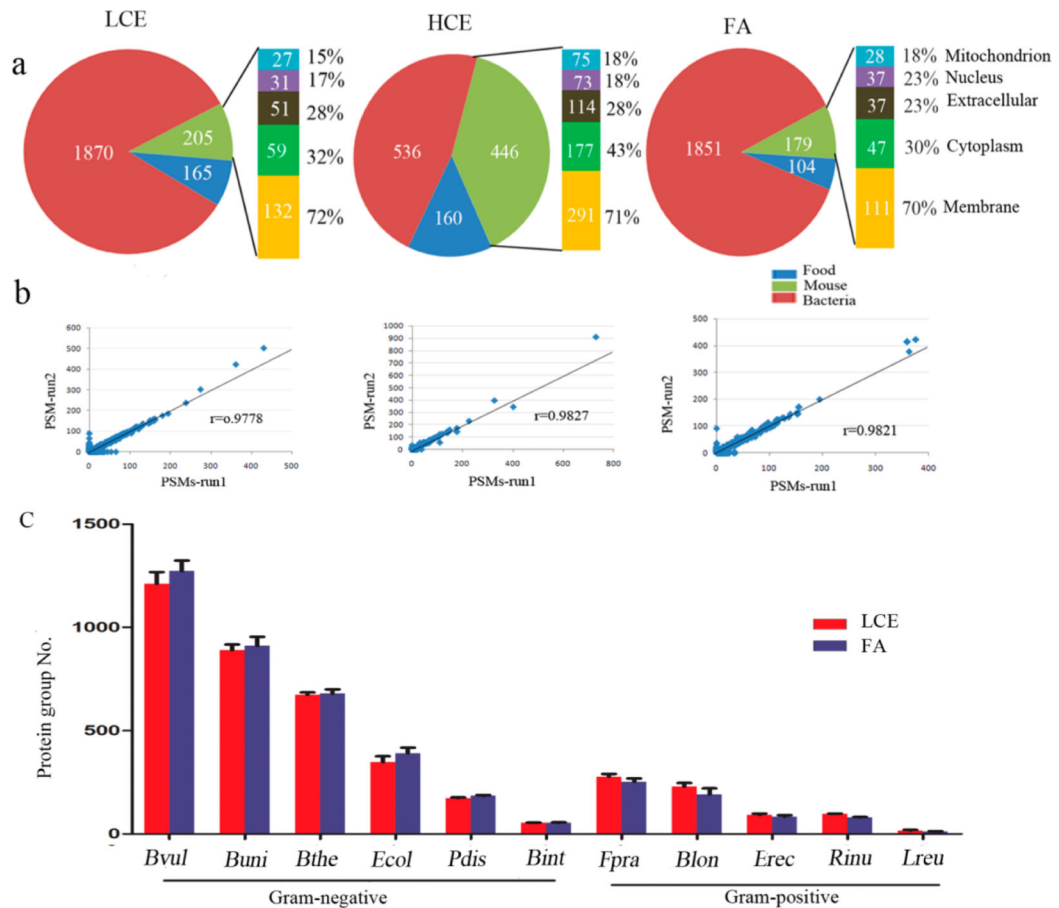 LCE
HCE
FA
a
1870
205
165
27 15%
31 17%
51 28%
59 32%
132 72%
536
446
160
75 18%
73 18%
114 28%
177 43%
291 71%
1851
179
104
28 18% Mitochondrion
37 23% Nucleus
37 23% Extracellular
47 30% Cytoplasm
111 70% Membrane
Food
Mouse
Bacteria
b
600
500
400
300
200
100
0
PSM-run2
r=o.9778
0 100 200 300 400 500
PSMs-run1
1000
900
800
700
600
500
400
300
200
100
0
PSM-run2
r=0.9827
0 200 400 600 800
PSMs-run1
500
400
300
200
100
0
PSM-run2
r=0.9821
0 100 200 300 400
PSMs-run1
C
1500
1000
500
0
Protein group No.
LCE
FA
Bvul Buni Bthe Ecol Pdis Bint Fpra Blon Erec Rinu Lreu
Gram-negative Gram-positive